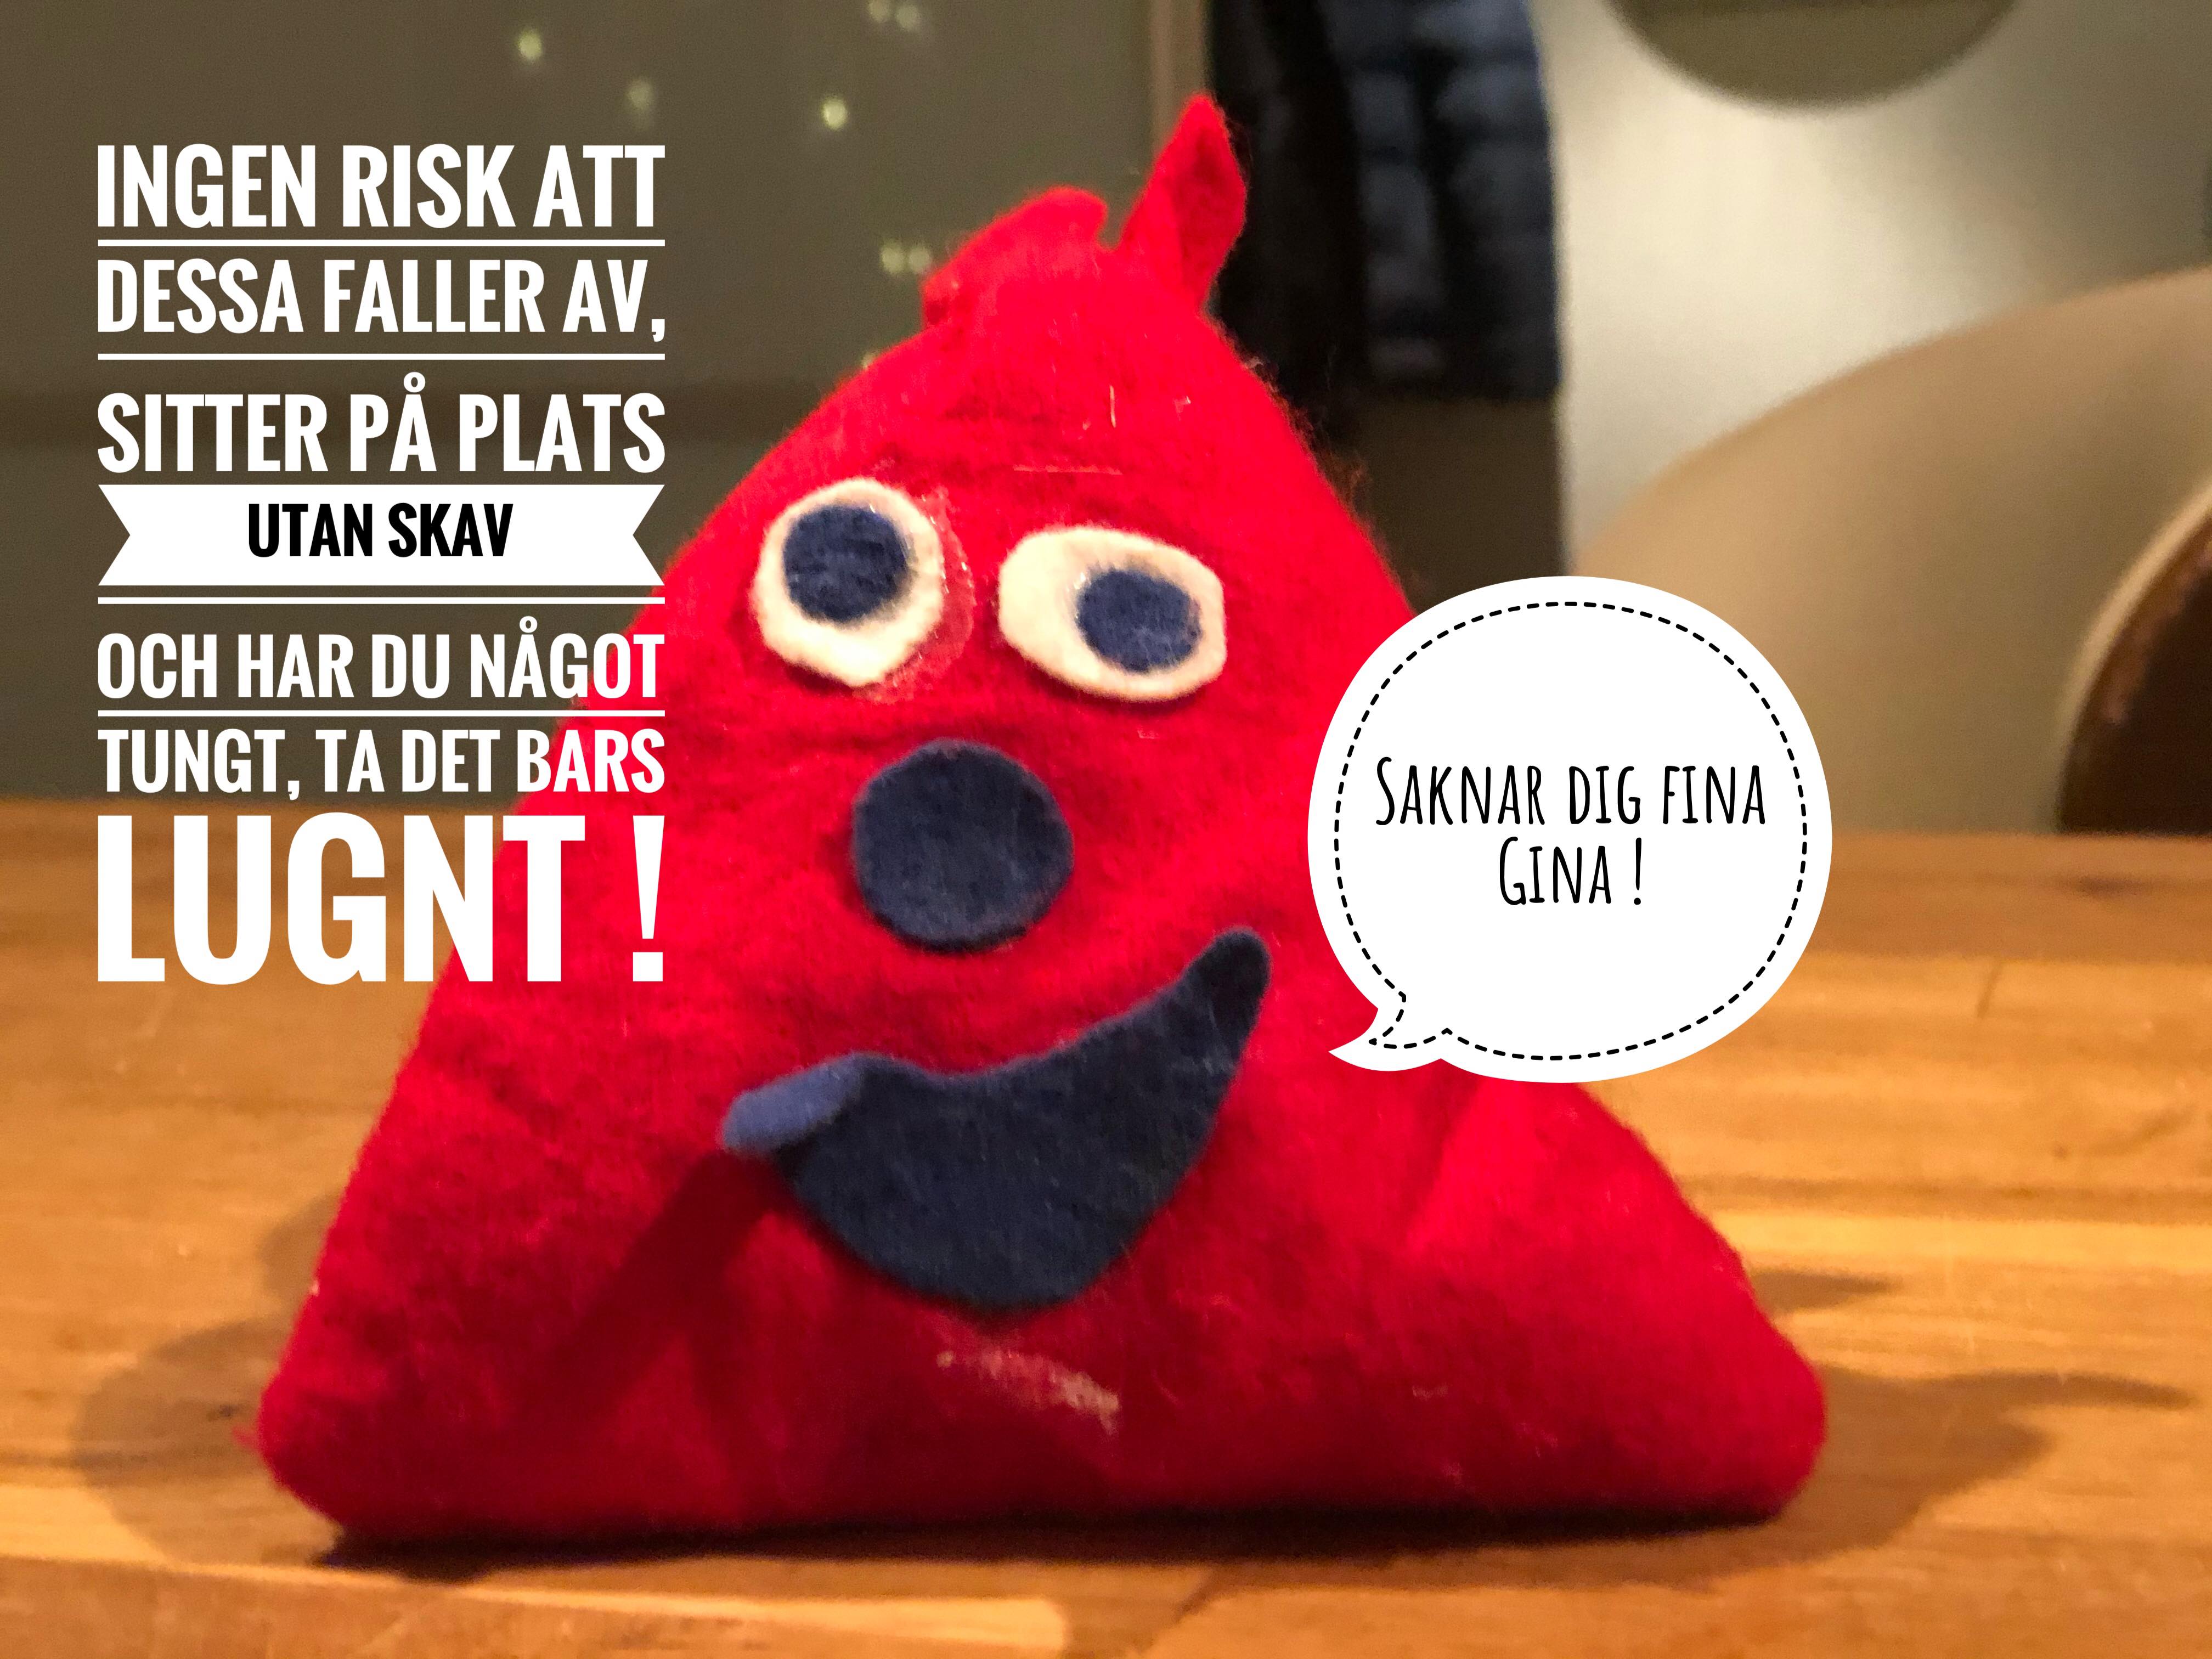 INGEN RISK ATT
DESSA FALLER AV,
SITTER PÅ PLATS
UTAN SKAV
OCH HAR DU NÅGOT
TUNGT, TA DET BARS
LUGNT !
SAKNAR DIG FINA
GINA !